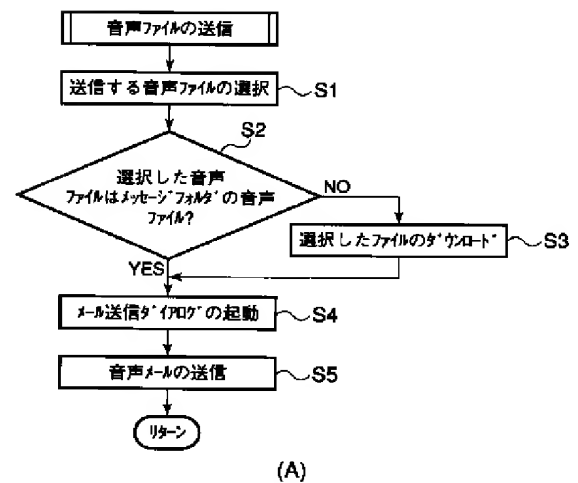 音声ファイルの送信
送信する音声ファイルの選択
S1
S2
選択した音声
ファイルはメッセージフォルダの音声
ファイル?
NO
選択したファイルのダウンロード
S3
YES
メール送信ダイアログの起動
S4
音声メールの送信
S5
リターン
(A)